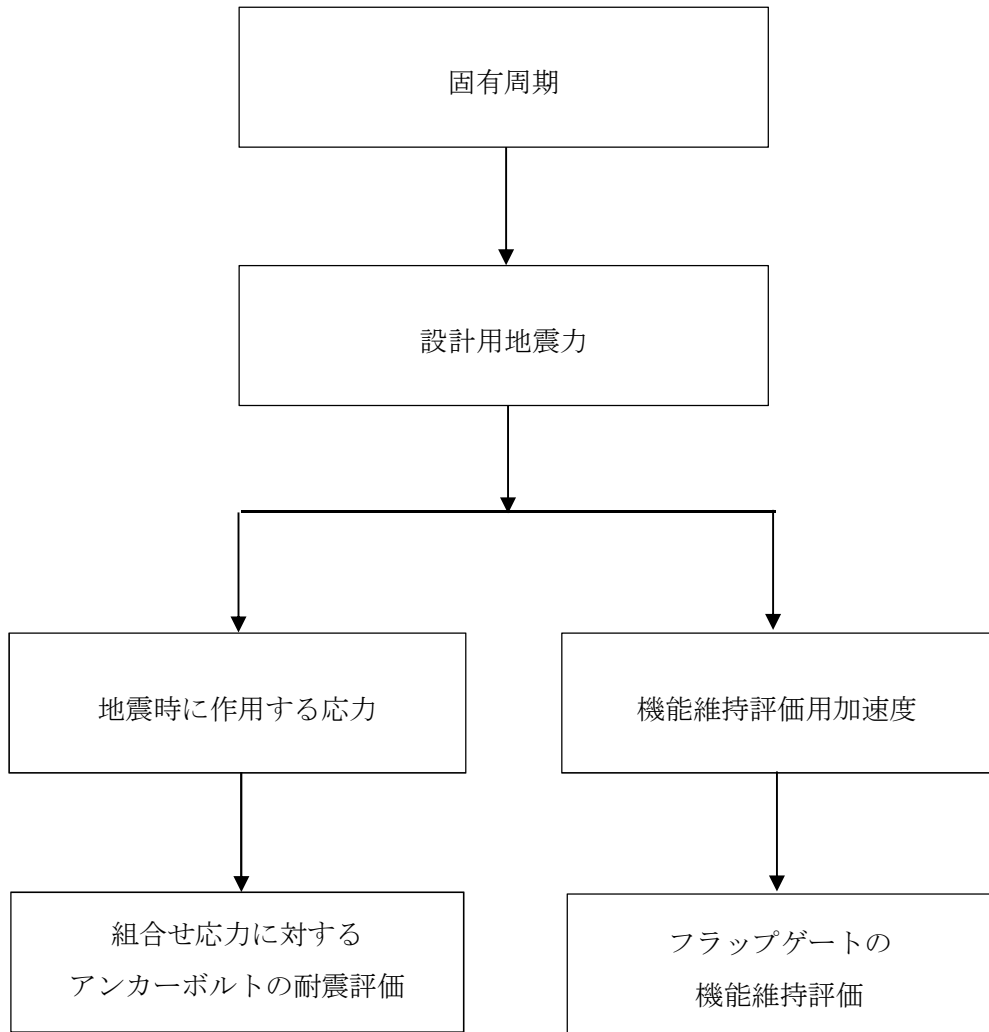 固有周期
設計用地震力
地震時に作用する応力
機能維持評価用加速度
組合せ応力に対する
アンカーボルトの耐震評価
フラップゲートの
機能維持評価